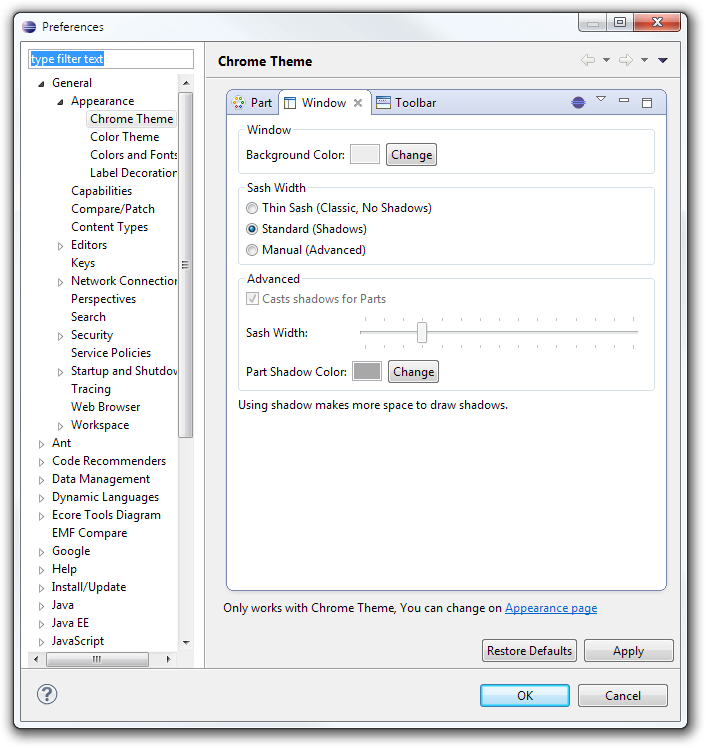 Preferences
type filter text
General
Appearance
Chrome Theme
Color Theme
Colors and Fonts
Label Decoration
Capabilities
Compare/Patch
Content Types
Editors
Keys
Network Connection
Perspectives
Search
Security
Service Policies
Startup and Shutdow
Tracing
Web Browser
Workspace
Ant
Code Recommenders
Data Management
Dynamic Languages
Ecore Tools Diagram
EMF Compare
Google
Help
Install/Update
Java
Java EE
JavaScript
Chrome Theme
Part Window Toolbar
Window
Background Color: Change
Sash Width
Thin Sash (Classic, No Shadows)
Standard (Shadows)
Manual (Advanced)
Advanced
Casts shadows for Parts
Sash Width:
Part Shadow Color: Change
Using shadow makes more space to draw shadows.
Only works with Chrome Theme, You can change on Appearance page
Restore Defaults Apply
? OK Cancel